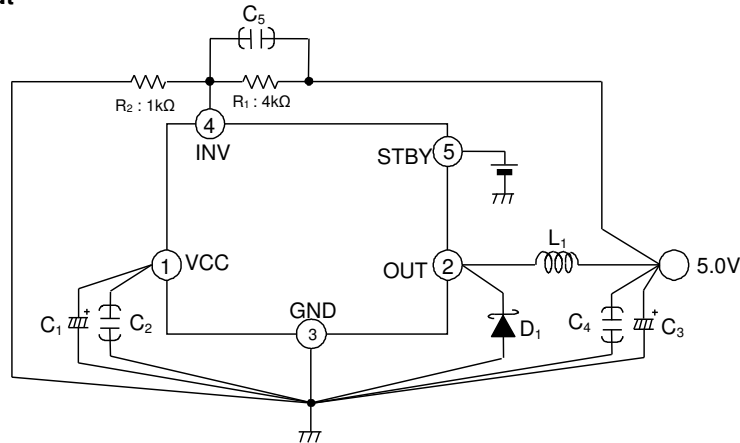 C5
R2 : 1kΩ
R1 : 4kΩ
4
INV
STBY
5
1
VCC
OUT
2
L1
5.0V
GND
3
C1
+
C2
D1
C4
+
C3